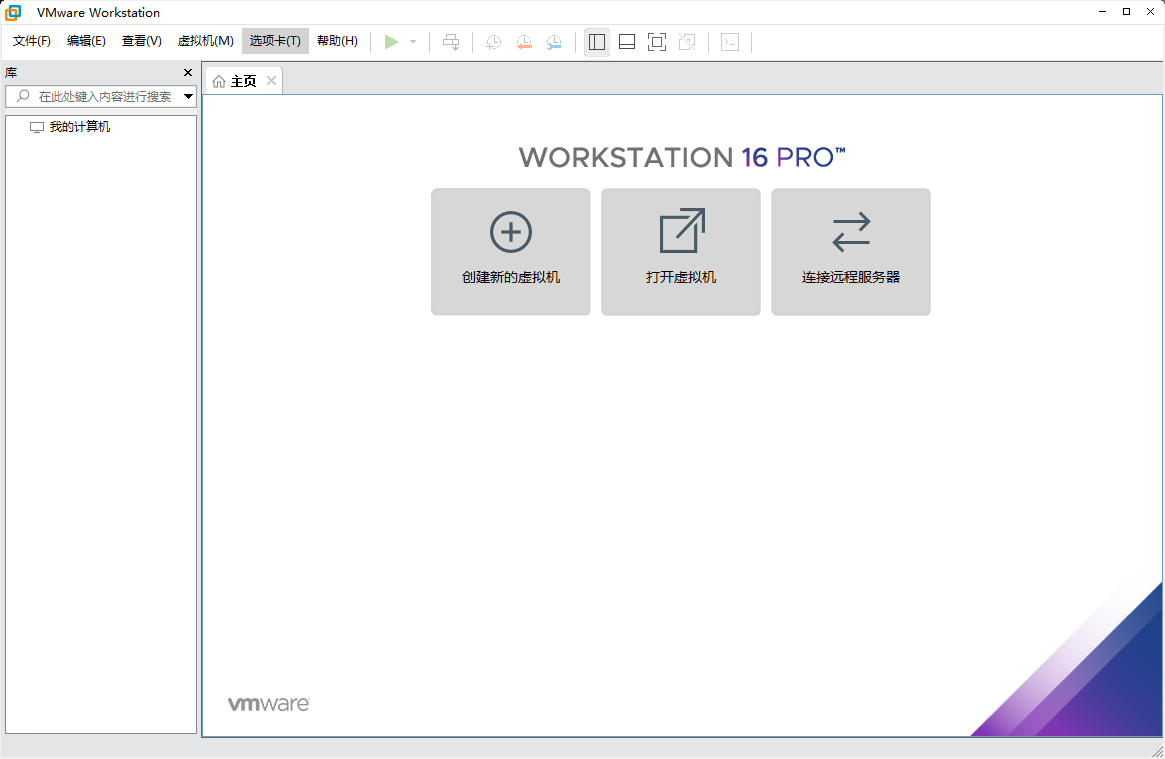 VMware Workstation
文件(F) 编辑(E) 查看(V) 虚拟机(M) 选项卡(T) 帮助(H)
库
主页
在此处键入内容进行搜索
我的计算机
WORKSTATION 16 PRO™
创建新的虚拟机
打开虚拟机
连接远程服务器
vmware